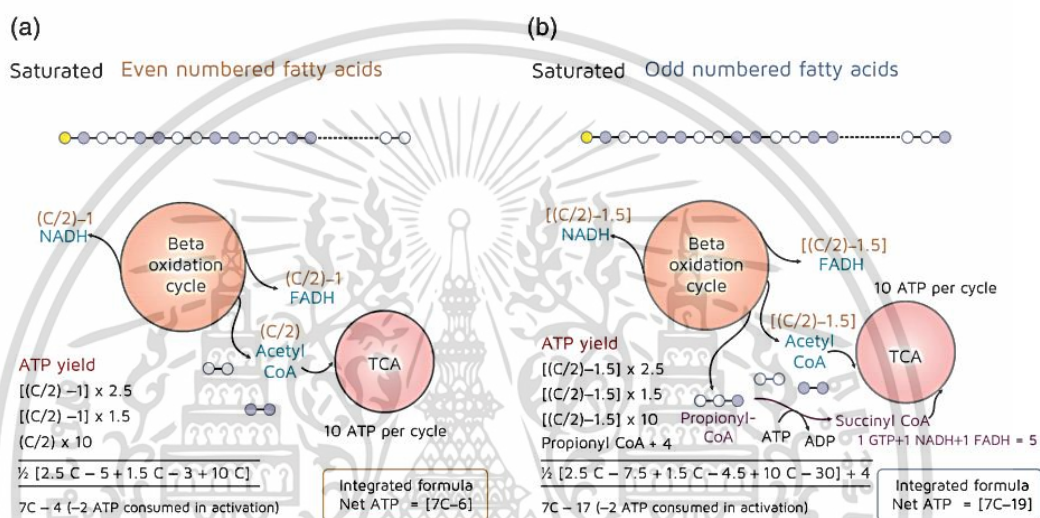 (a)
Saturated Even numbered fatty acids
(C/2)–1
NADH
Beta
oxidation
cycle
(C/2)–1
FADH
(C/2)
Acetyl
CoA
TCA
10 ATP per cycle
ATP yield
[(C/2) –1] x 2.5
[(C/2) –1] x 1.5
(C/2) x 10
½ [2.5 C – 5 + 1.5 C – 3 + 10 C]
7C – 4 (–2 ATP consumed in activation)
Integrated formula
Net ATP = [7C–6]
(b)
Saturated Odd numbered fatty acids
[(C/2)–1.5]
NADH
Beta
oxidation
cycle
[(C/2)–1.5]
FADH
10 ATP per cycle
[(C/2)–1.5]
Acetyl
CoA
TCA
ATP yield
[(C/2)–1.5] x 2.5
[(C/2)–1.5] x 1.5
[(C/2)–1.5] x 10
Propionyl CoA + 4
Propionyl-
CoA
ATP
ADP
Succinyl CoA
1 GTP+1 NADH+1 FADH = 5
½ [2.5 C – 7.5 + 1.5 C – 4.5 + 10 C – 30] + 4
7C – 17 (–2 ATP consumed in activation)
Integrated formula
Net ATP = [7C–19]